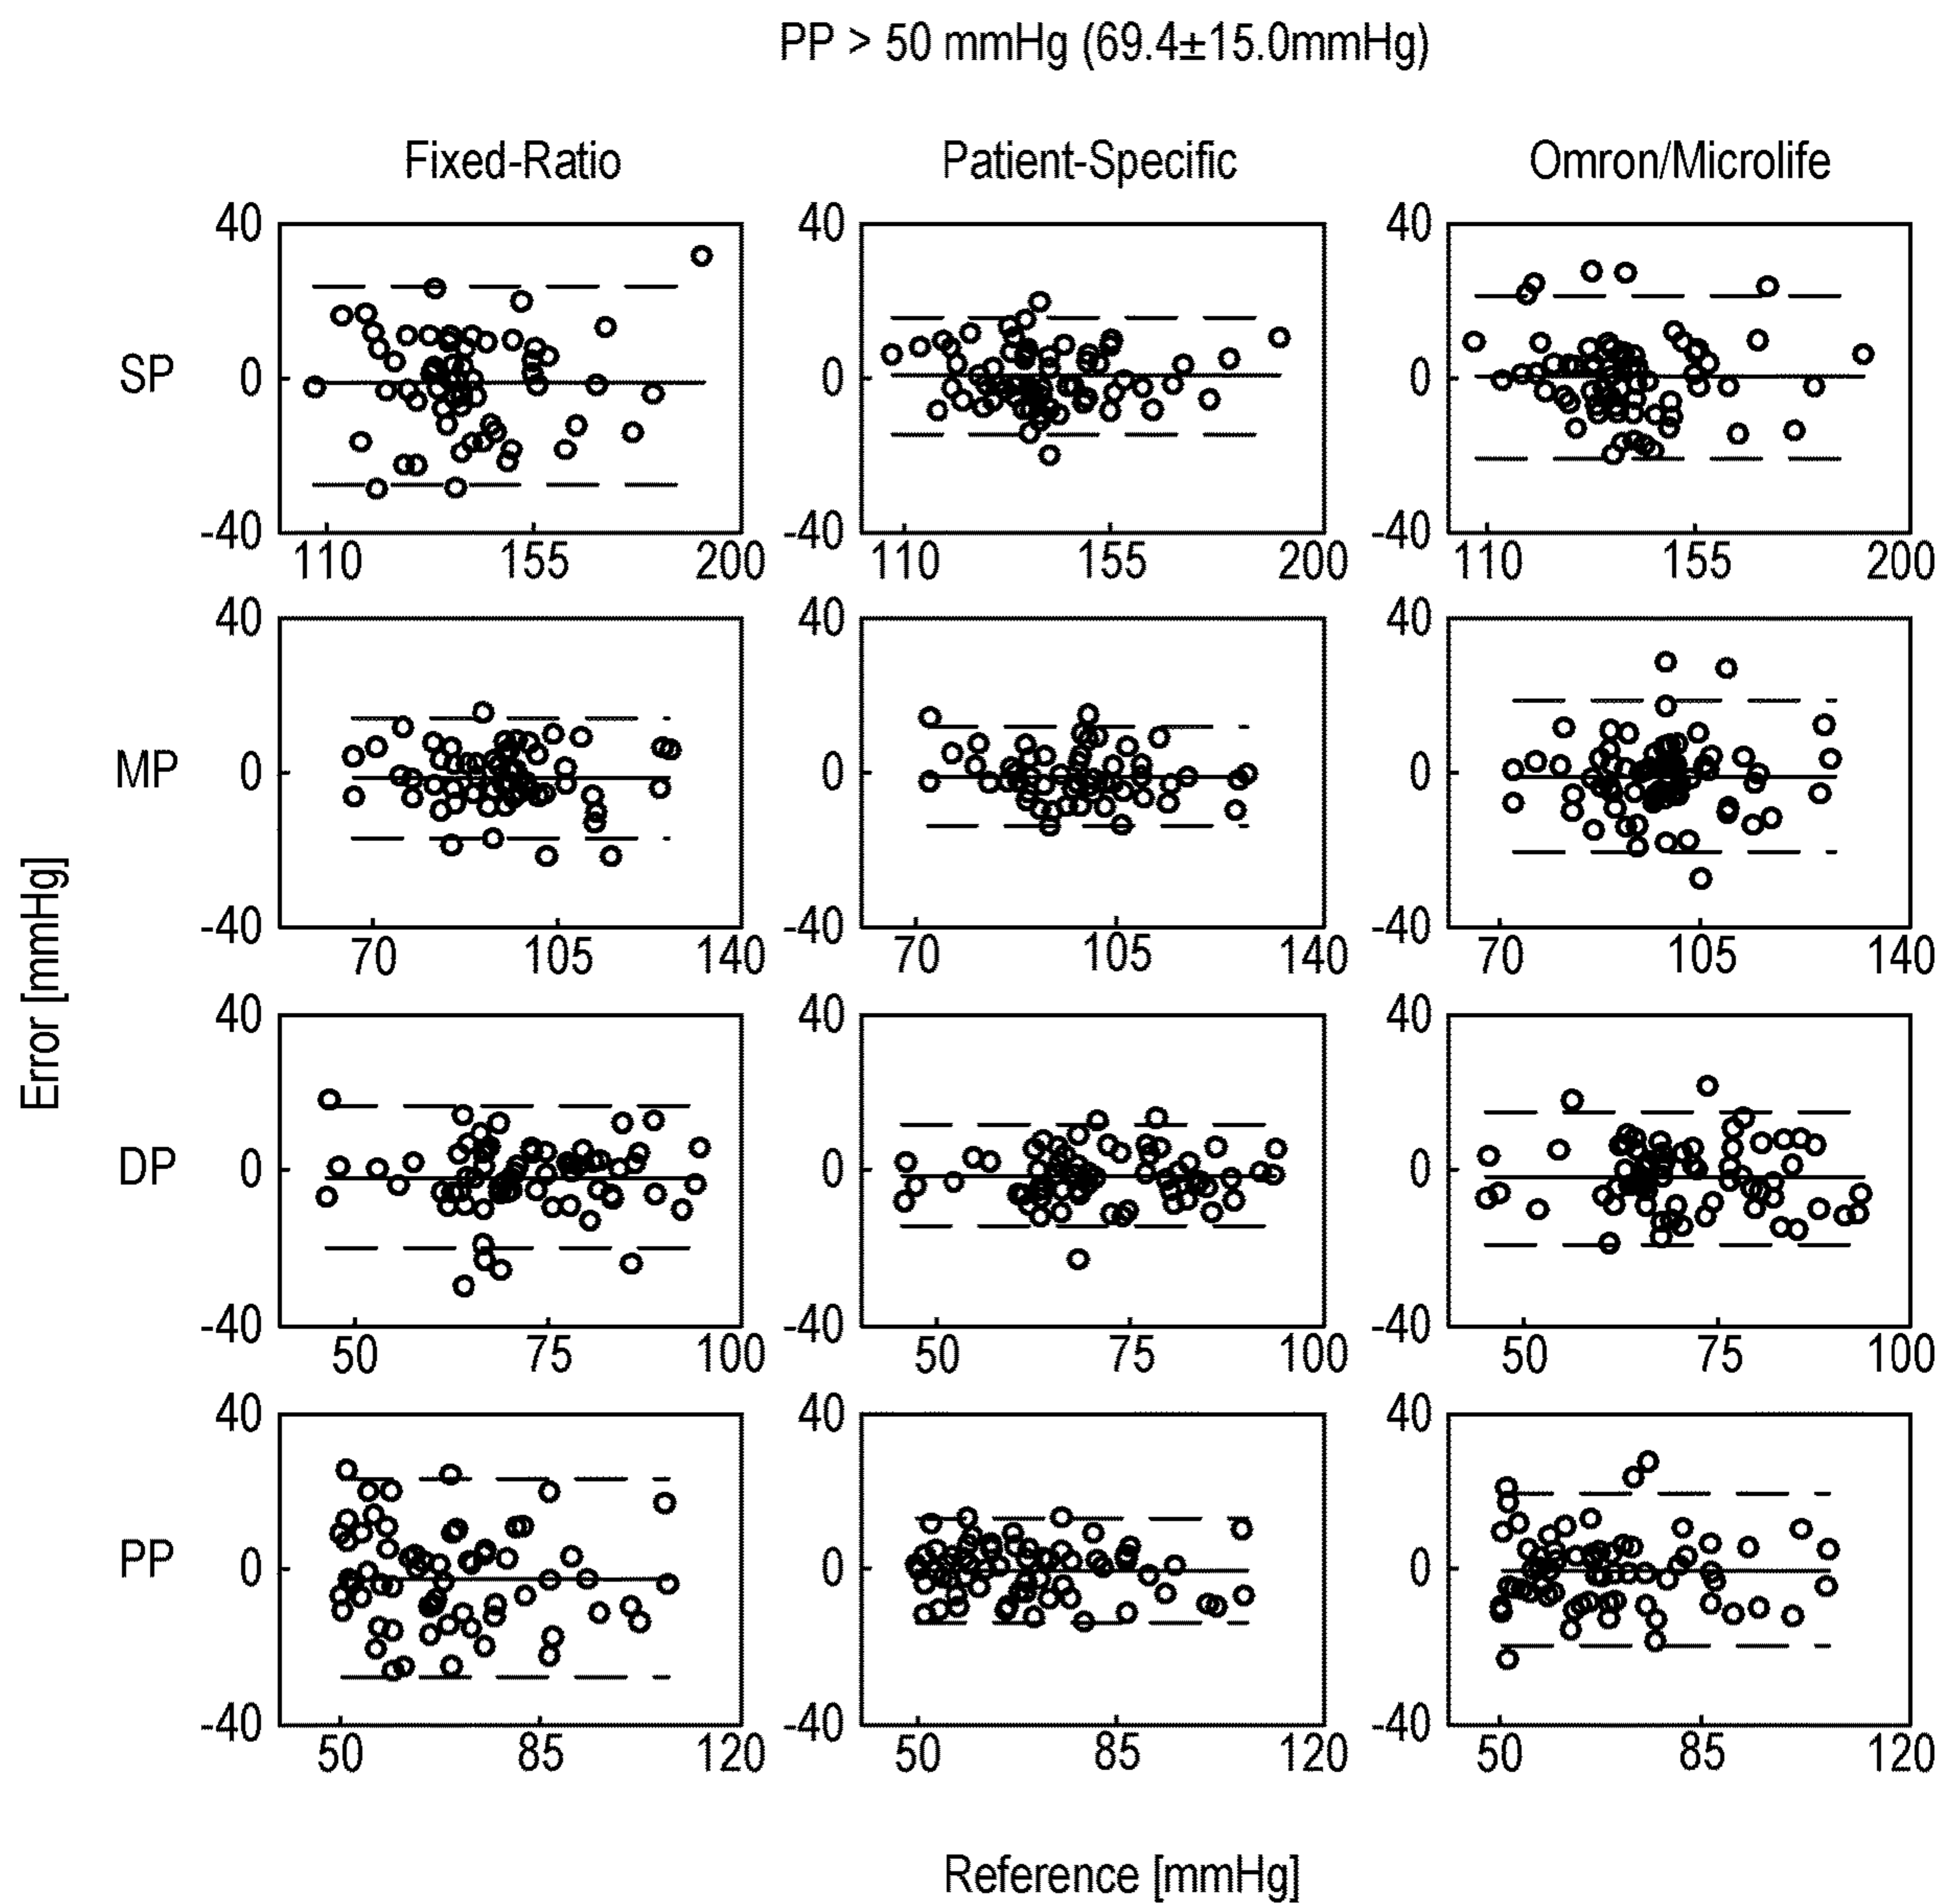 PP > 50 mmHg (69.4±15.0mmHg)
Fixed-Ratio Patient-Specific Omron/Microlife
Error [mmHg]
SP
40 40 40
0 0 0
-40 -40 -40
110 155 200 110 155 200 110 155 200
MP
40 40 40
0 0 0
-40 -40 -40
70 105 140 70 105 140 70 105 140
DP
40 40 40
0 0 0
-40 -40 -40
50 75 100 50 75 100 50 75 100
PP
40 40 40
0 0 0
-40 -40 -40
50 85 120 50 85 120 50 85 120
Reference [mmHg]